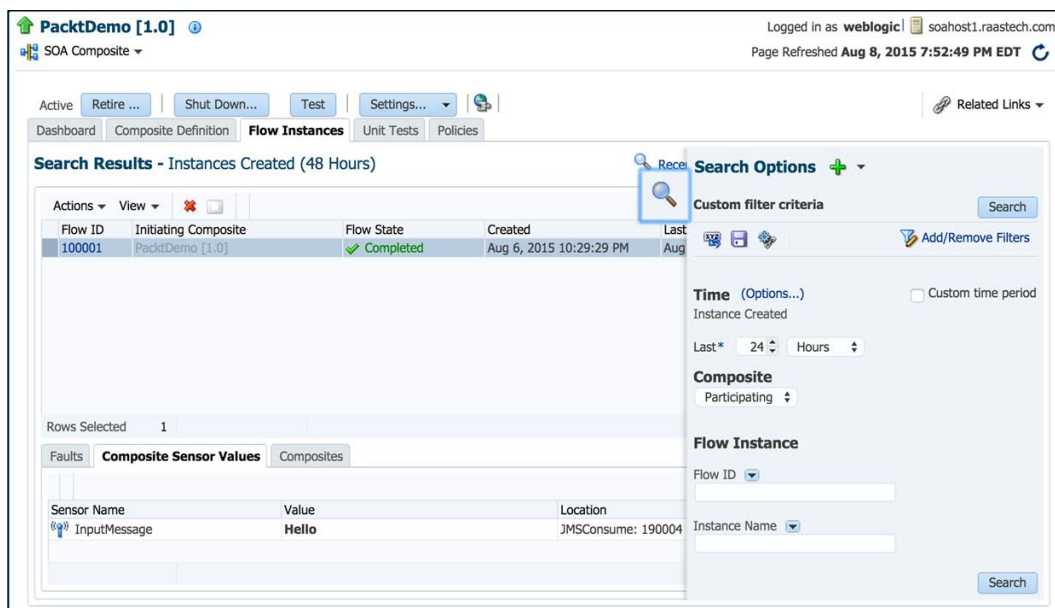 PacktDemo [1.0]
Logged in as weblogic | soahost1.raastech.com
SOA Composite
Page Refreshed Aug 8, 2015 7:52:49 PM EDT
Active Retire ... Shut Down... Test Settings... Related Links
Dashboard Composite Definition Flow Instances Unit Tests Policies
Search Results - Instances Created (48 Hours)
Search Options
Actions View
Custom filter criteria
Search
Flow ID Initiating Composite Flow State Created Last
XYZ
Add/Remove Filters
100001 PacktDemo [1.0] Completed Aug 6, 2015 10:29:29 PM Aug
Time (Options...) Custom time period
Instance Created
Last* 24 Hours
Composite
Participating
Rows Selected 1
Flow Instance
Faults Composite Sensor Values Composites
Flow ID
Sensor Name Value Location
InputMessage Hello JMSConsume: 190004
Instance Name
Search